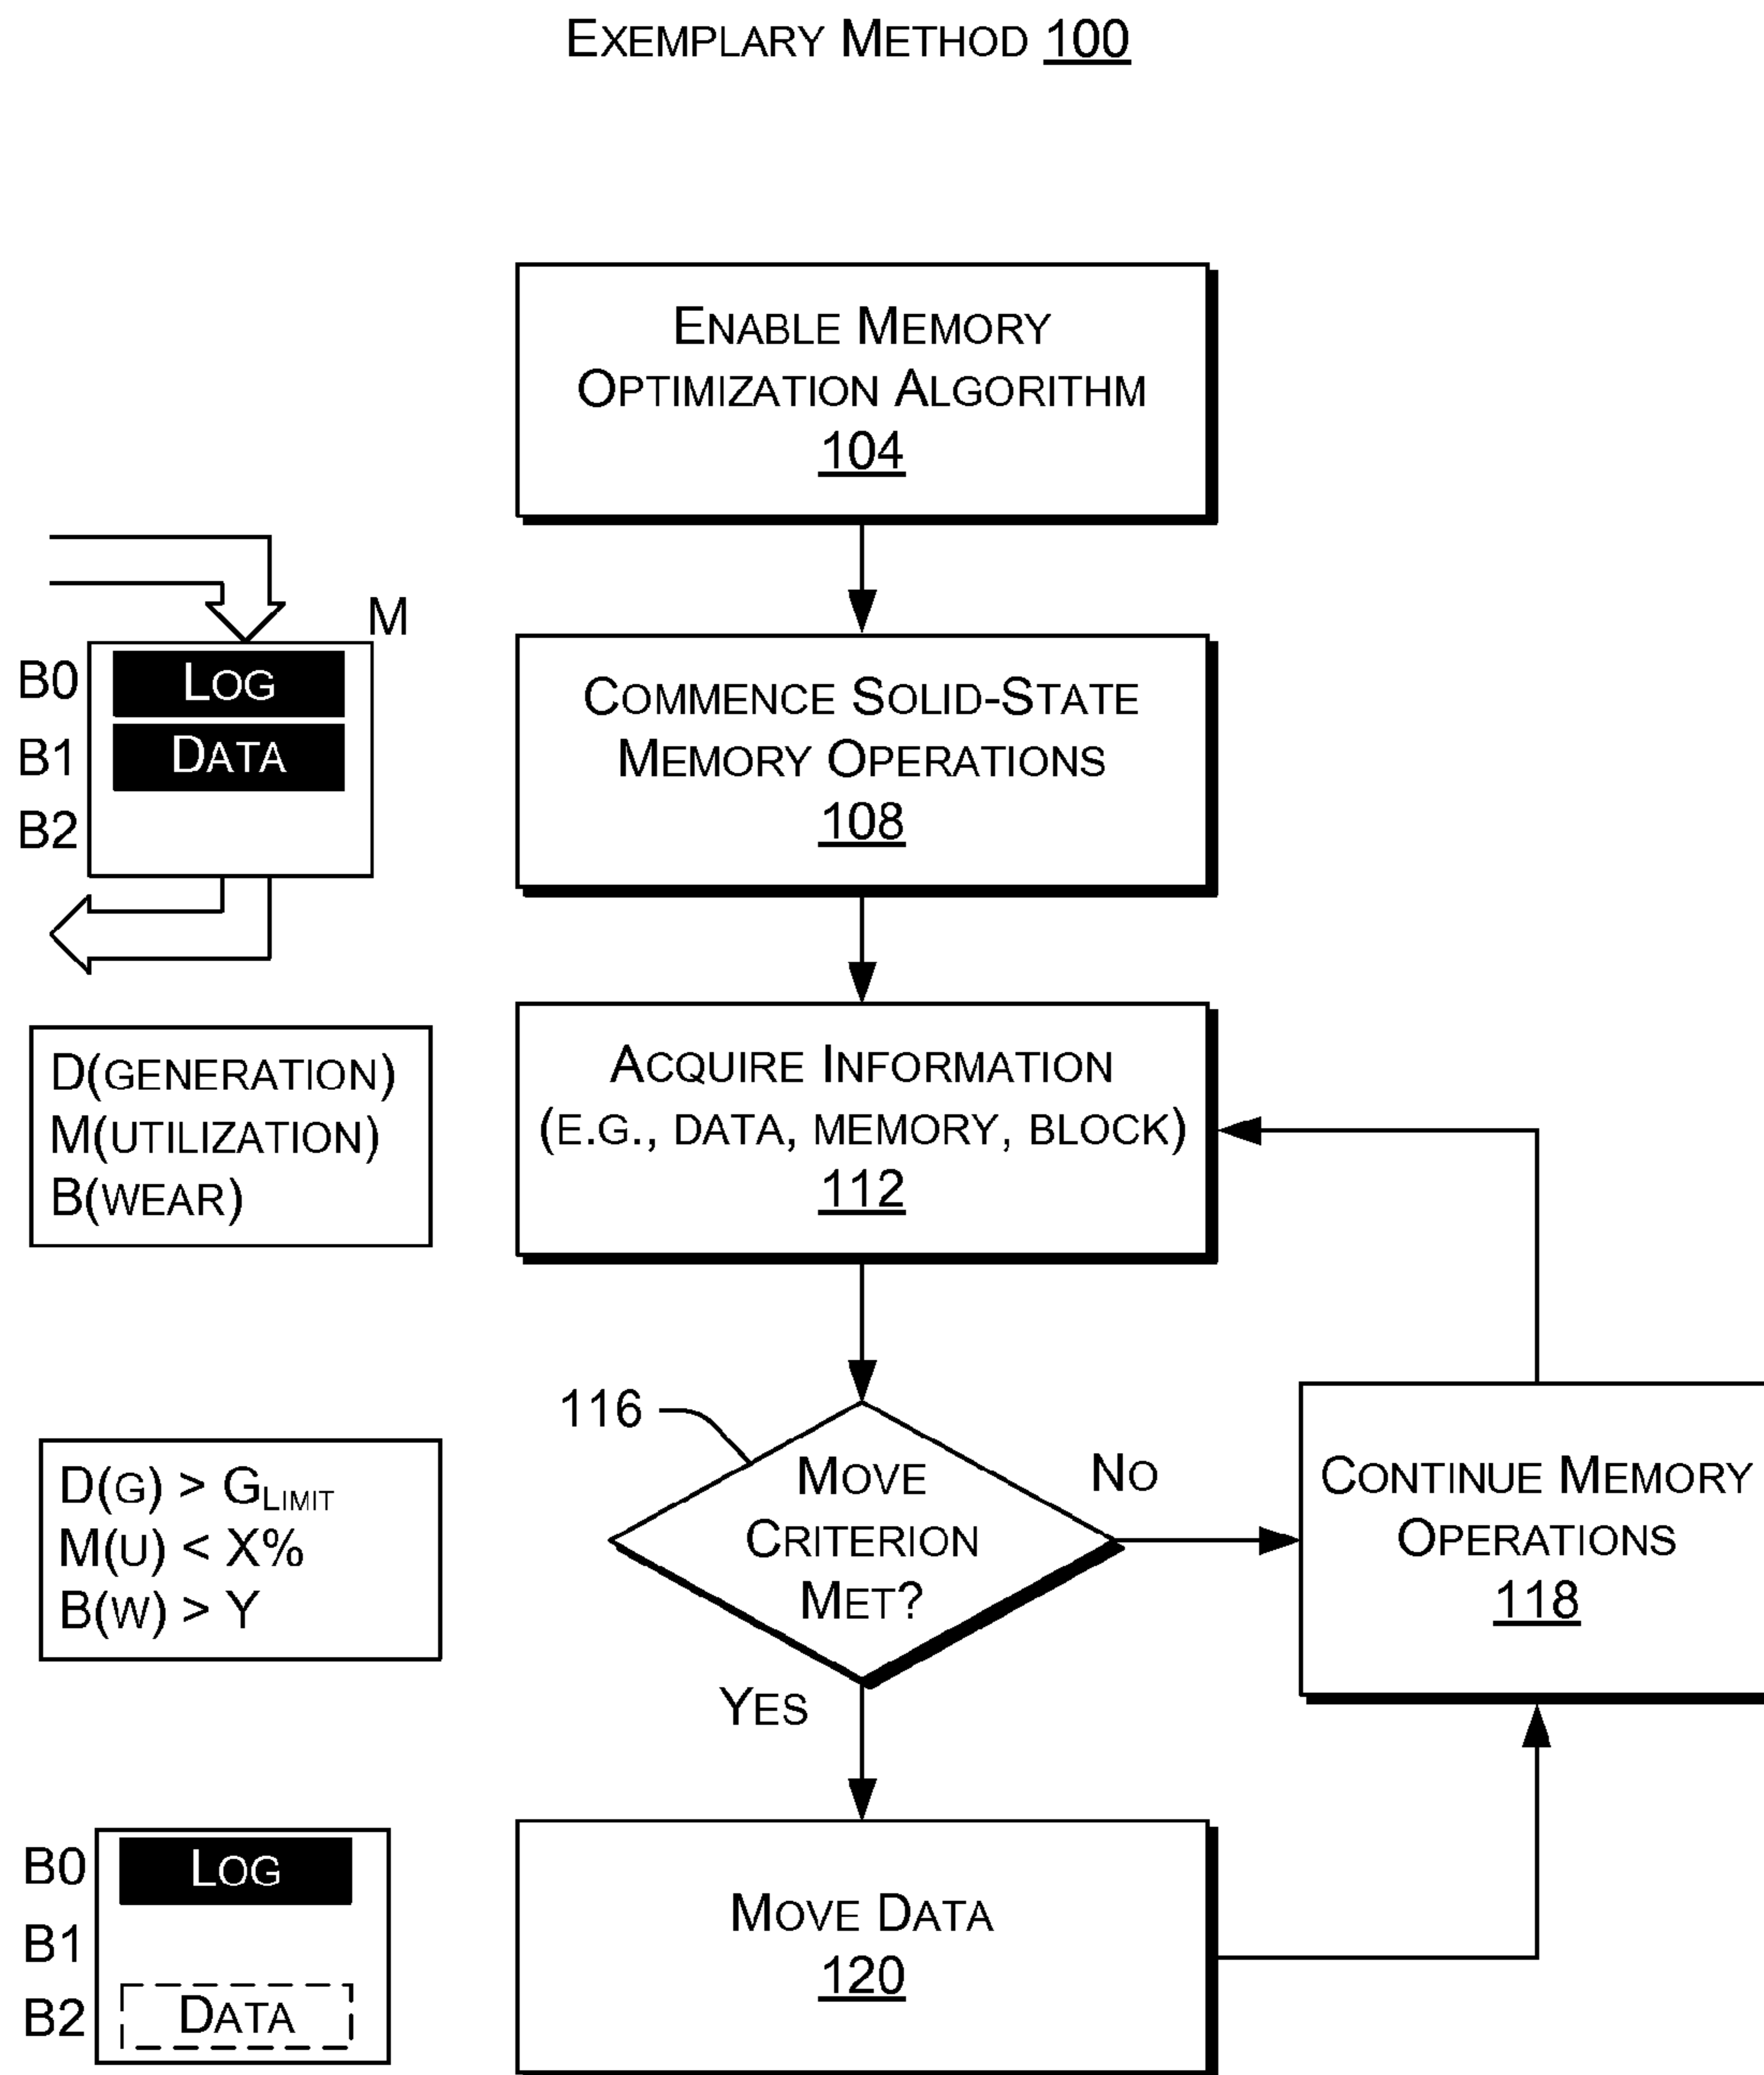 EXEMPLARY METHOD 100
ENABLE MEMORY
OPTIMIZATION ALGORITHM
104
M
B0 LOG
B1 DATA
B2
COMMENCE SOLID-STATE
MEMORY OPERATIONS
108
D(GENERATION)
M(UTILIZATION)
B(WEAR)
ACQUIRE INFORMATION
(E.G., DATA, MEMORY, BLOCK)
112
116
D(G) > GLIMIT
M(U) < X%
B(W) > Y
MOVE
CRITERION
MET?
NO
YES
CONTINUE MEMORY
OPERATIONS
118
B0 LOG
B1
B2 DATA
MOVE DATA
120